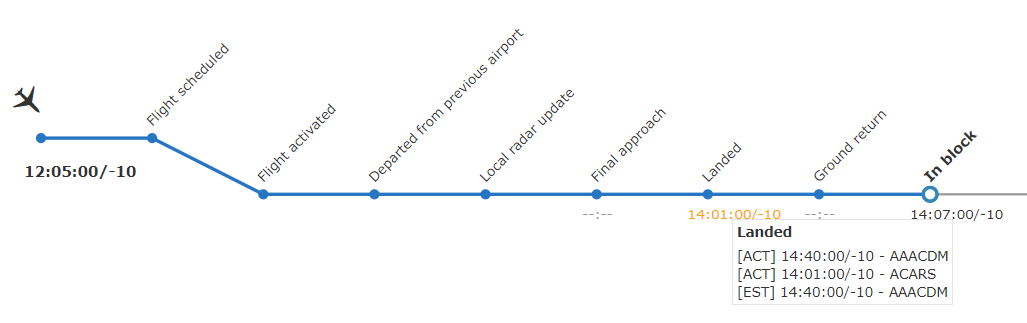 Flight scheduled
Flight activated
Departed from previous airport
Local radar update
Final approach
Landed
Ground return
In block
12:05:00/-10
--:--
14:01:00/-10
--:--
14:07:00/-10
Landed
[ACT] 14:40:00/-10 - AAACDM
[ACT] 14:01:00/-10 - ACARS
[EST] 14:40:00/-10 - AAACDM